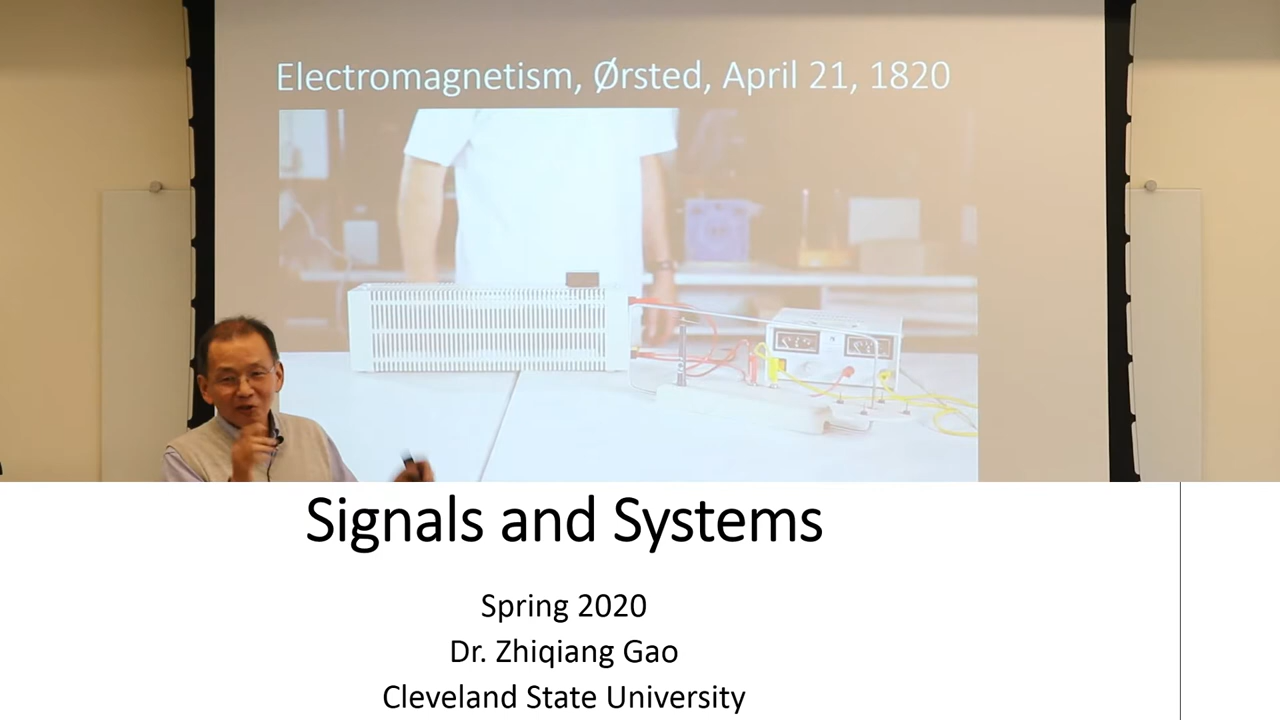 Electromagnetism, Ørsted, April 21, 1820
Signals and Systems
Spring 2020
Dr. Zhiqiang Gao
Cleveland State University